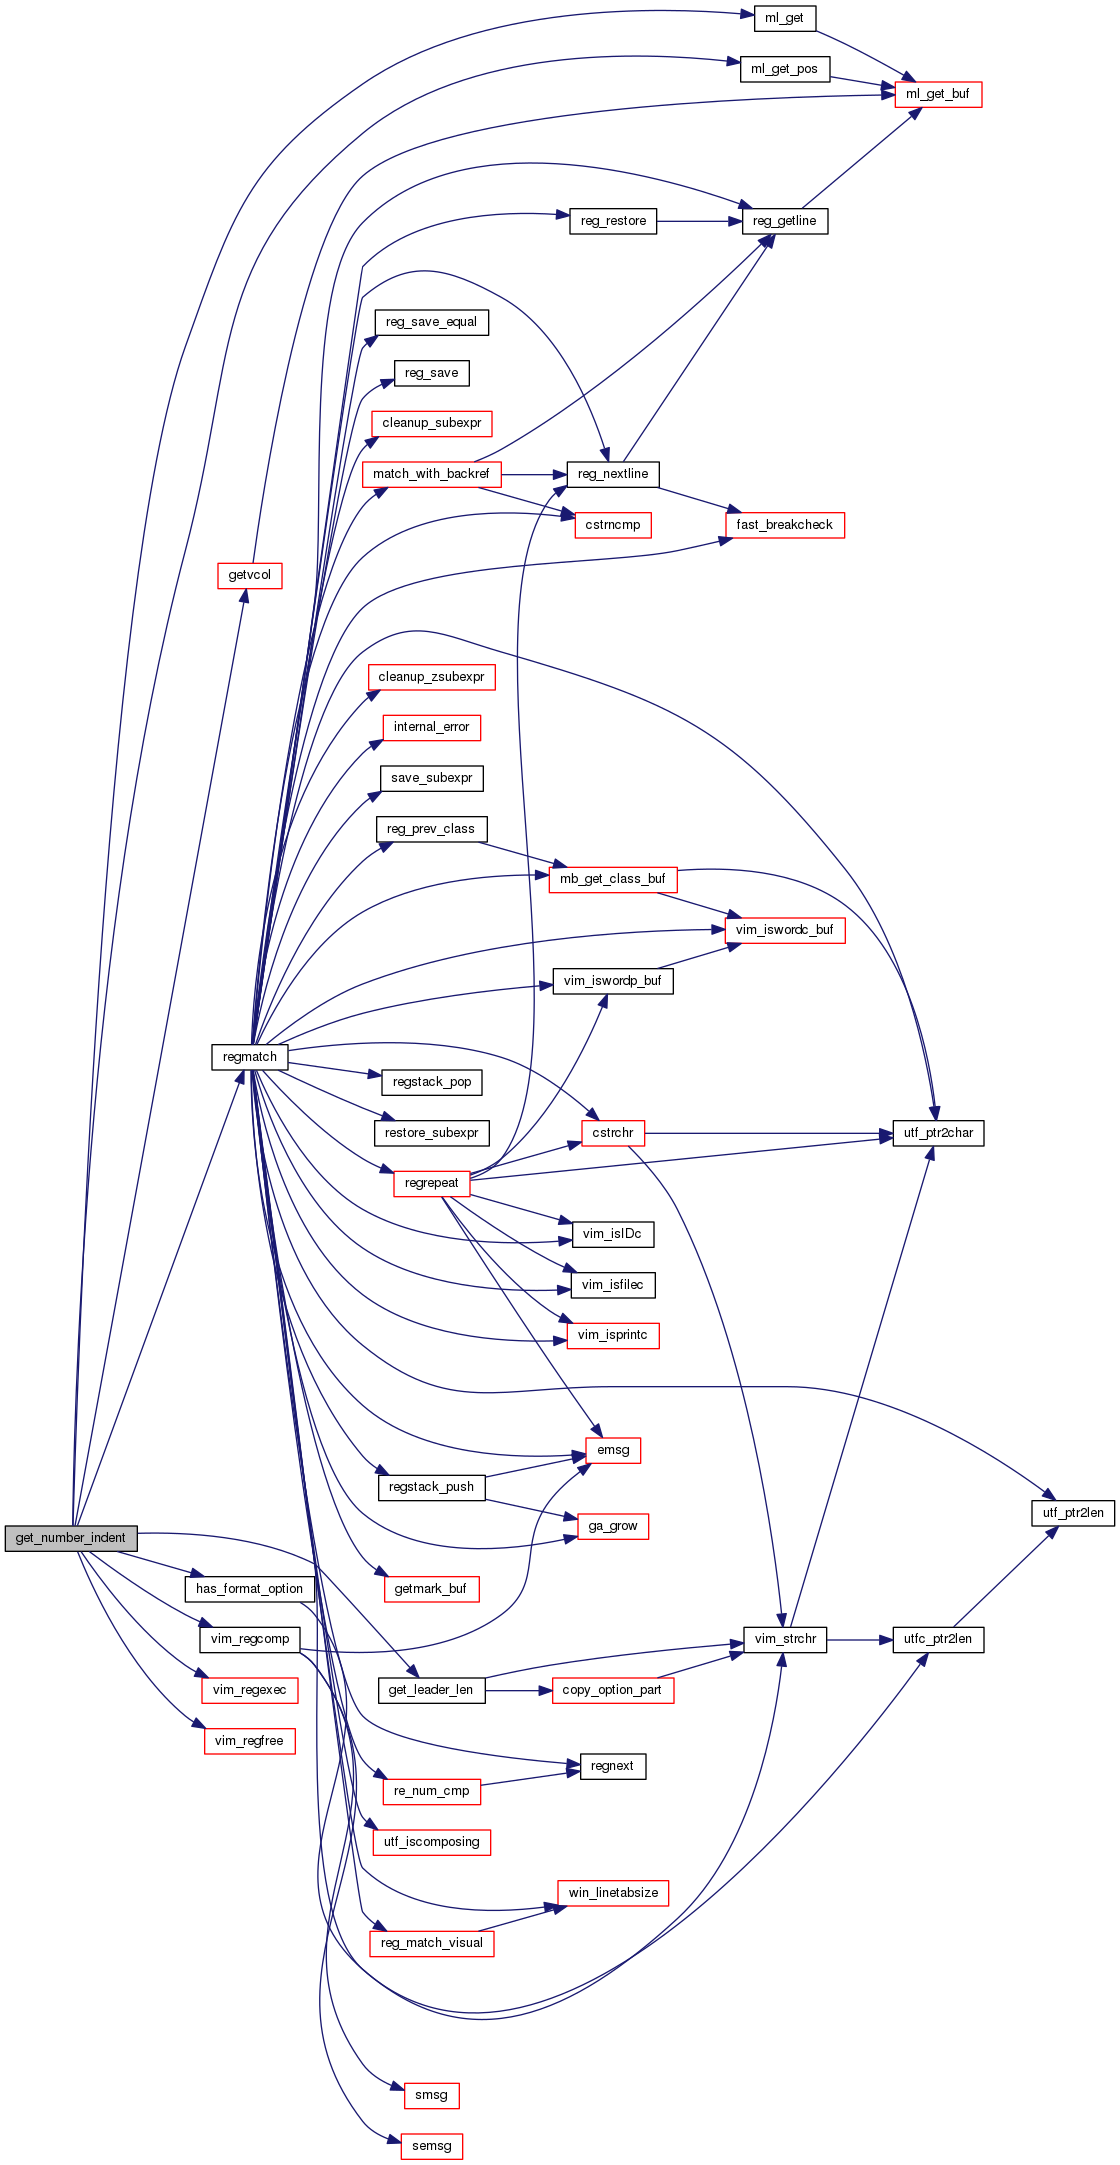 ml_get
ml_get_pos
ml_get_buf
reg_restore
reg_getline
reg_save_equal
reg_save
cleanup_subexpr
match_with_backref
reg_nextline
cstrncmp
fast_breakcheck
getvcol
cleanup_zsubexpr
internal_error
save_subexpr
reg_prev_class
mb_get_class_buf
vim_iswordc_buf
vim_iswordp_buf
regmatch
regstack_pop
restore_subexpr
cstrchr
utf_ptr2char
regrepeat
vim_isIDc
vim_isfilec
vim_isprintc
emsg
regstack_push
utf_ptr2len
ga_grow
get_number_indent
has_format_option
getmark_buf
vim_regcomp
vim_strchr
utfc_ptr2len
vim_regexec
get_leader_len
copy_option_part
vim_regfree
regnext
re_num_cmp
utf_iscomposing
win_linetabsize
reg_match_visual
smsg
semsg